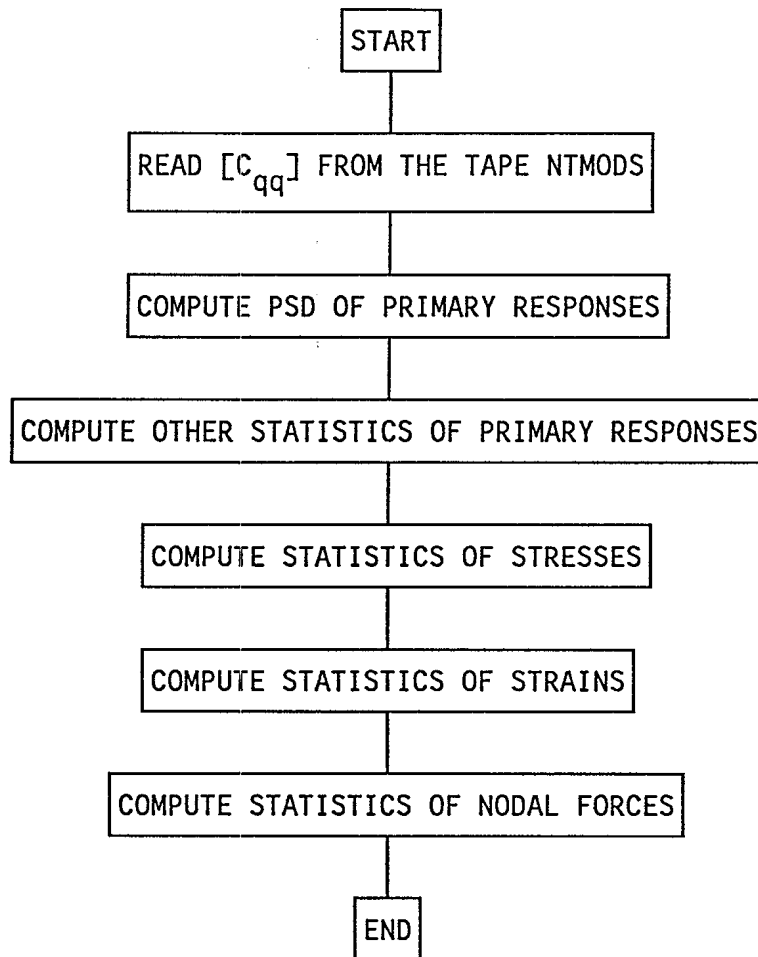 START
READ [C_qq] FROM THE TAPE NTMODS
COMPUTE PSD OF PRIMARY RESPONSES
COMPUTE OTHER STATISTICS OF PRIMARY RESPONSES
COMPUTE STATISTICS OF STRESSES
COMPUTE STATISTICS OF STRAINS
COMPUTE STATISTICS OF NODAL FORCES
END